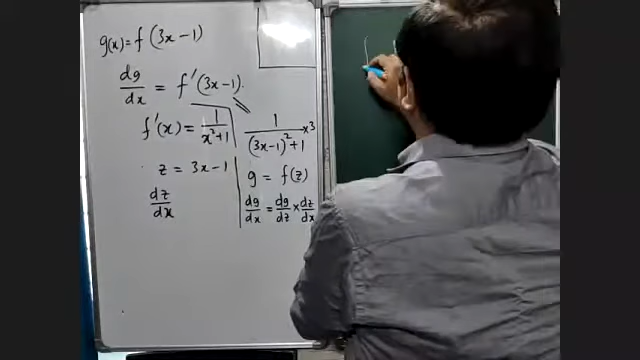 g(x) = f(3x-1)
dg/dx = f'(3x-1).
f'(x) = 1/(x²+1)
1/((3x-1)²+1) ×3
z = 3x-1
g = f(z)
dz/dx
dg/dx = dg/dz × dz/dx